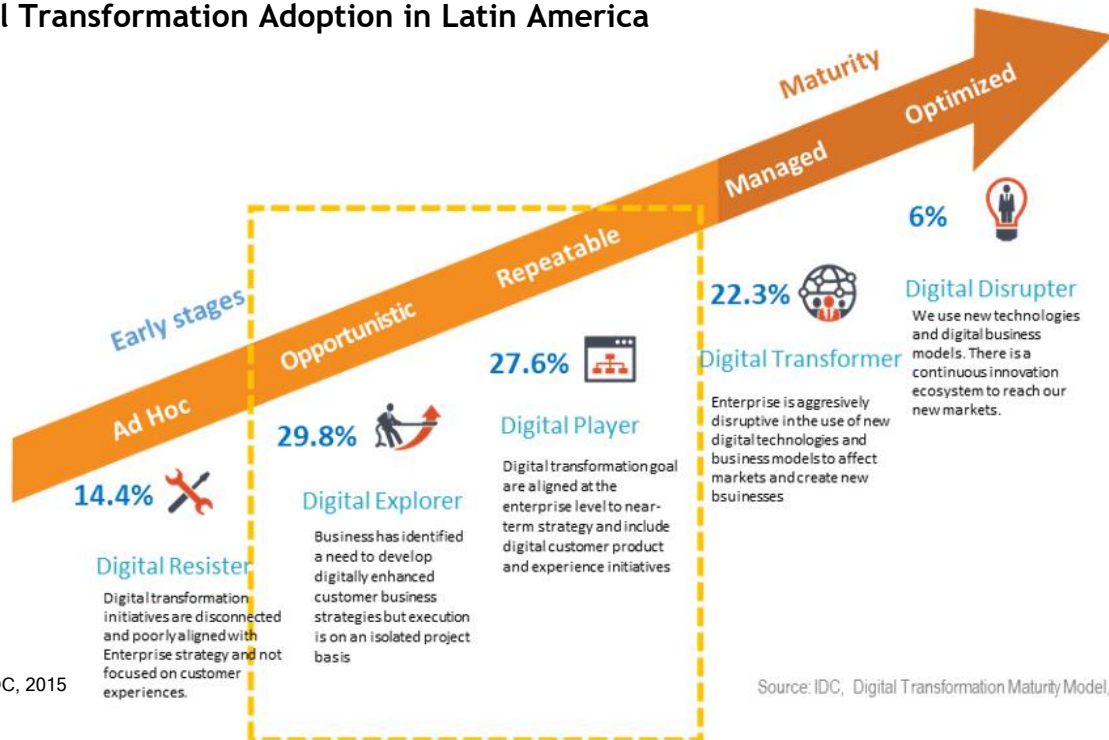 l Transformation Adoption in Latin America
Maturity
Optimized
Managed
Repeatable
Opportunistic
Early stages
Ad Hoc
14.4%
Digital Resister
Digital transformation
initiatives are disconnected
and poorly aligned with
Enterprise strategy and not
focused on customer
experiences.
29.8%
Digital Explorer
Business has identified
a need to develop
digitally enhanced
customer business
strategies but execution
is on an isolated project
basis
27.6%
Digital Player
Digital transformation goal
are aligned at the
enterprise level to near-
term strategy and include
digital customer product
and experience initiatives
22.3%
Digital Transformer
Enterprise is aggresively
disruptive in the use of new
digital technologies and
business models to affect
markets and create new
bsuinesses
6%
Digital Disrupter
We use new technologies
and digital business
models. There is a
continuous innovation
ecosystem to reach our
new markets.
C, 2015
Source: IDC, Digital Transformation Maturity Model,